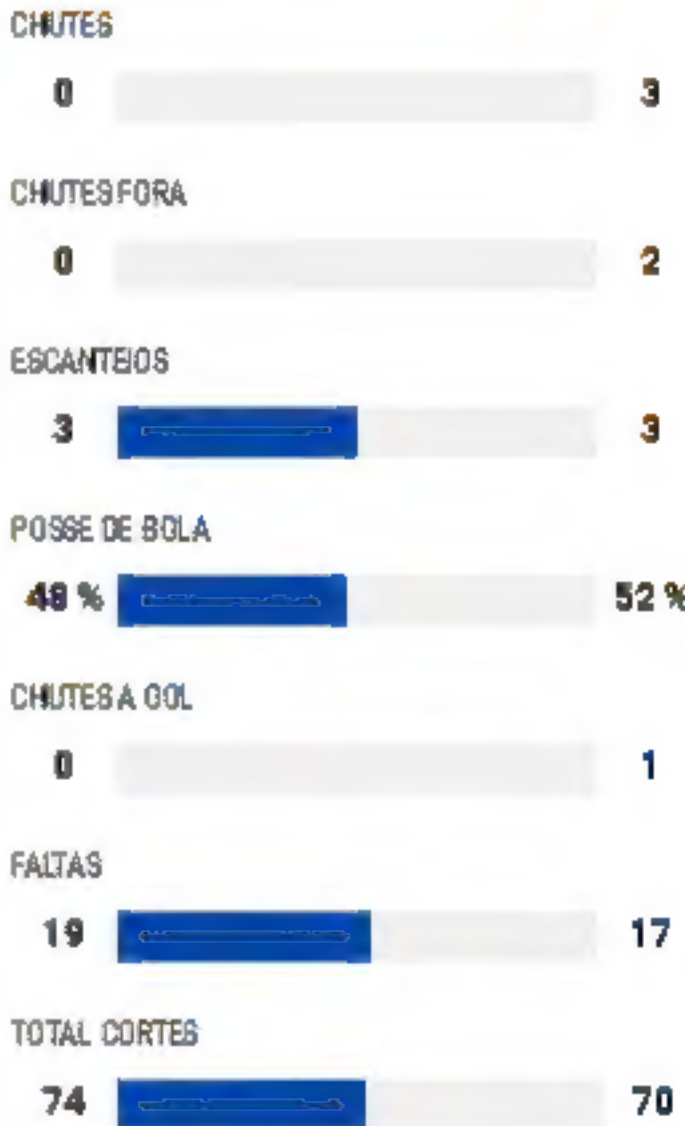 CHUTES
0 3
CHUTES FORA
0 2
ESCANTEIOS
3 3
POSSE DE BOLA
48 % 52 %
CHUTES A GOL
0 1
FALTAS
19 17
TOTAL CORTES
74 70